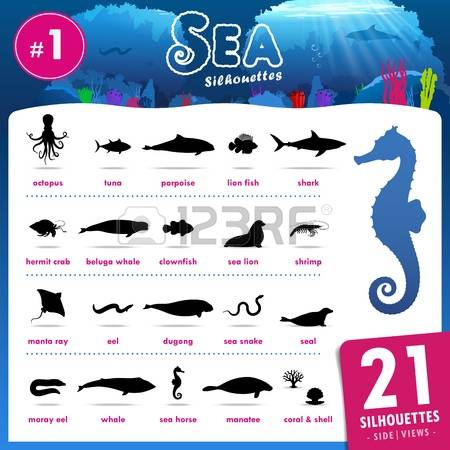 #1
SEA
Silhouettes
octopus tuna porpoise lion fish shark
123RF
hermit crab beluga whale clownfish sea lion shrimp
manta ray eel dugong sea snake seal
moray eel whale sea horse manatee coral & shell
21
SILHOUETTES
- SIDE | VIEWS -